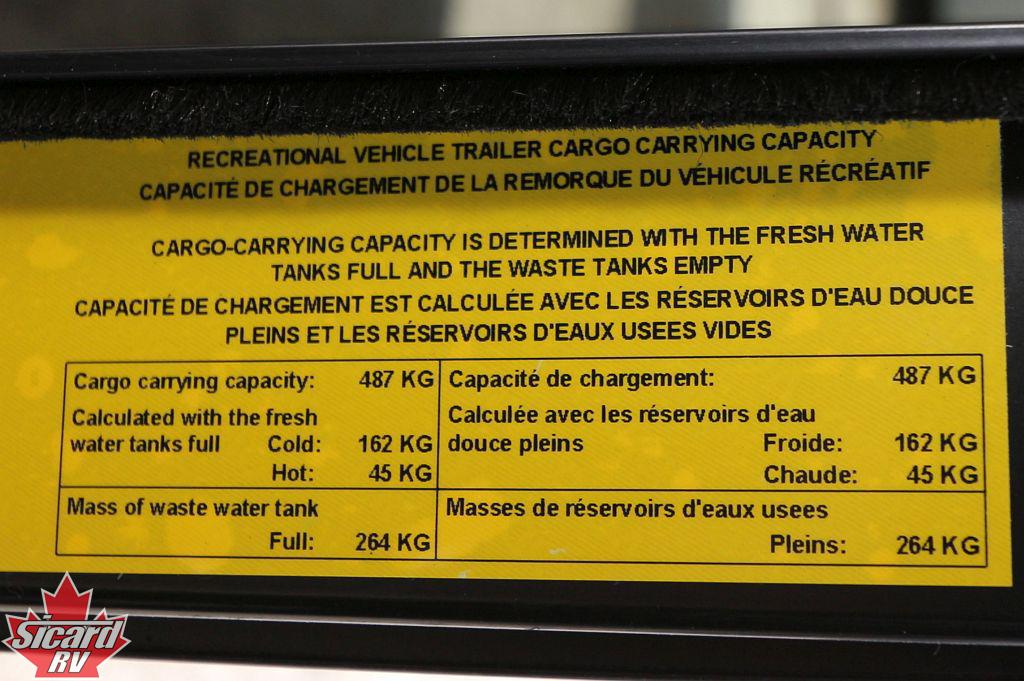 RECREATIONAL VEHICLE TRAILER CARGO CARRYING CAPACITY
CAPACITÉ DE CHARGEMENT DE LA REMORQUE DU VÉHICULE RÉCRÉATIF
CARGO-CARRYING CAPACITY IS DETERMINED WITH THE FRESH WATER
TANKS FULL AND THE WASTE TANKS EMPTY
CAPACITÉ DE CHARGEMENT EST CALCULÉE AVEC LES RÉSERVOIRS D'EAU DOUCE
PLEINS ET LES RÉSERVOIRS D'EAUX USEES VIDES
Cargo carrying capacity: 487 KG
Calculated with the fresh
water tanks full Cold: 162 KG
Hot: 45 KG
Capacité de chargement: 487 KG
Calculée avec les réservoirs d'eau
douce pleins Froide: 162 KG
Chaude: 45 KG
Mass of waste water tank
Full: 264 KG
Masses de réservoirs d'eaux usees
Pleins: 264 KG
Sicard
RV